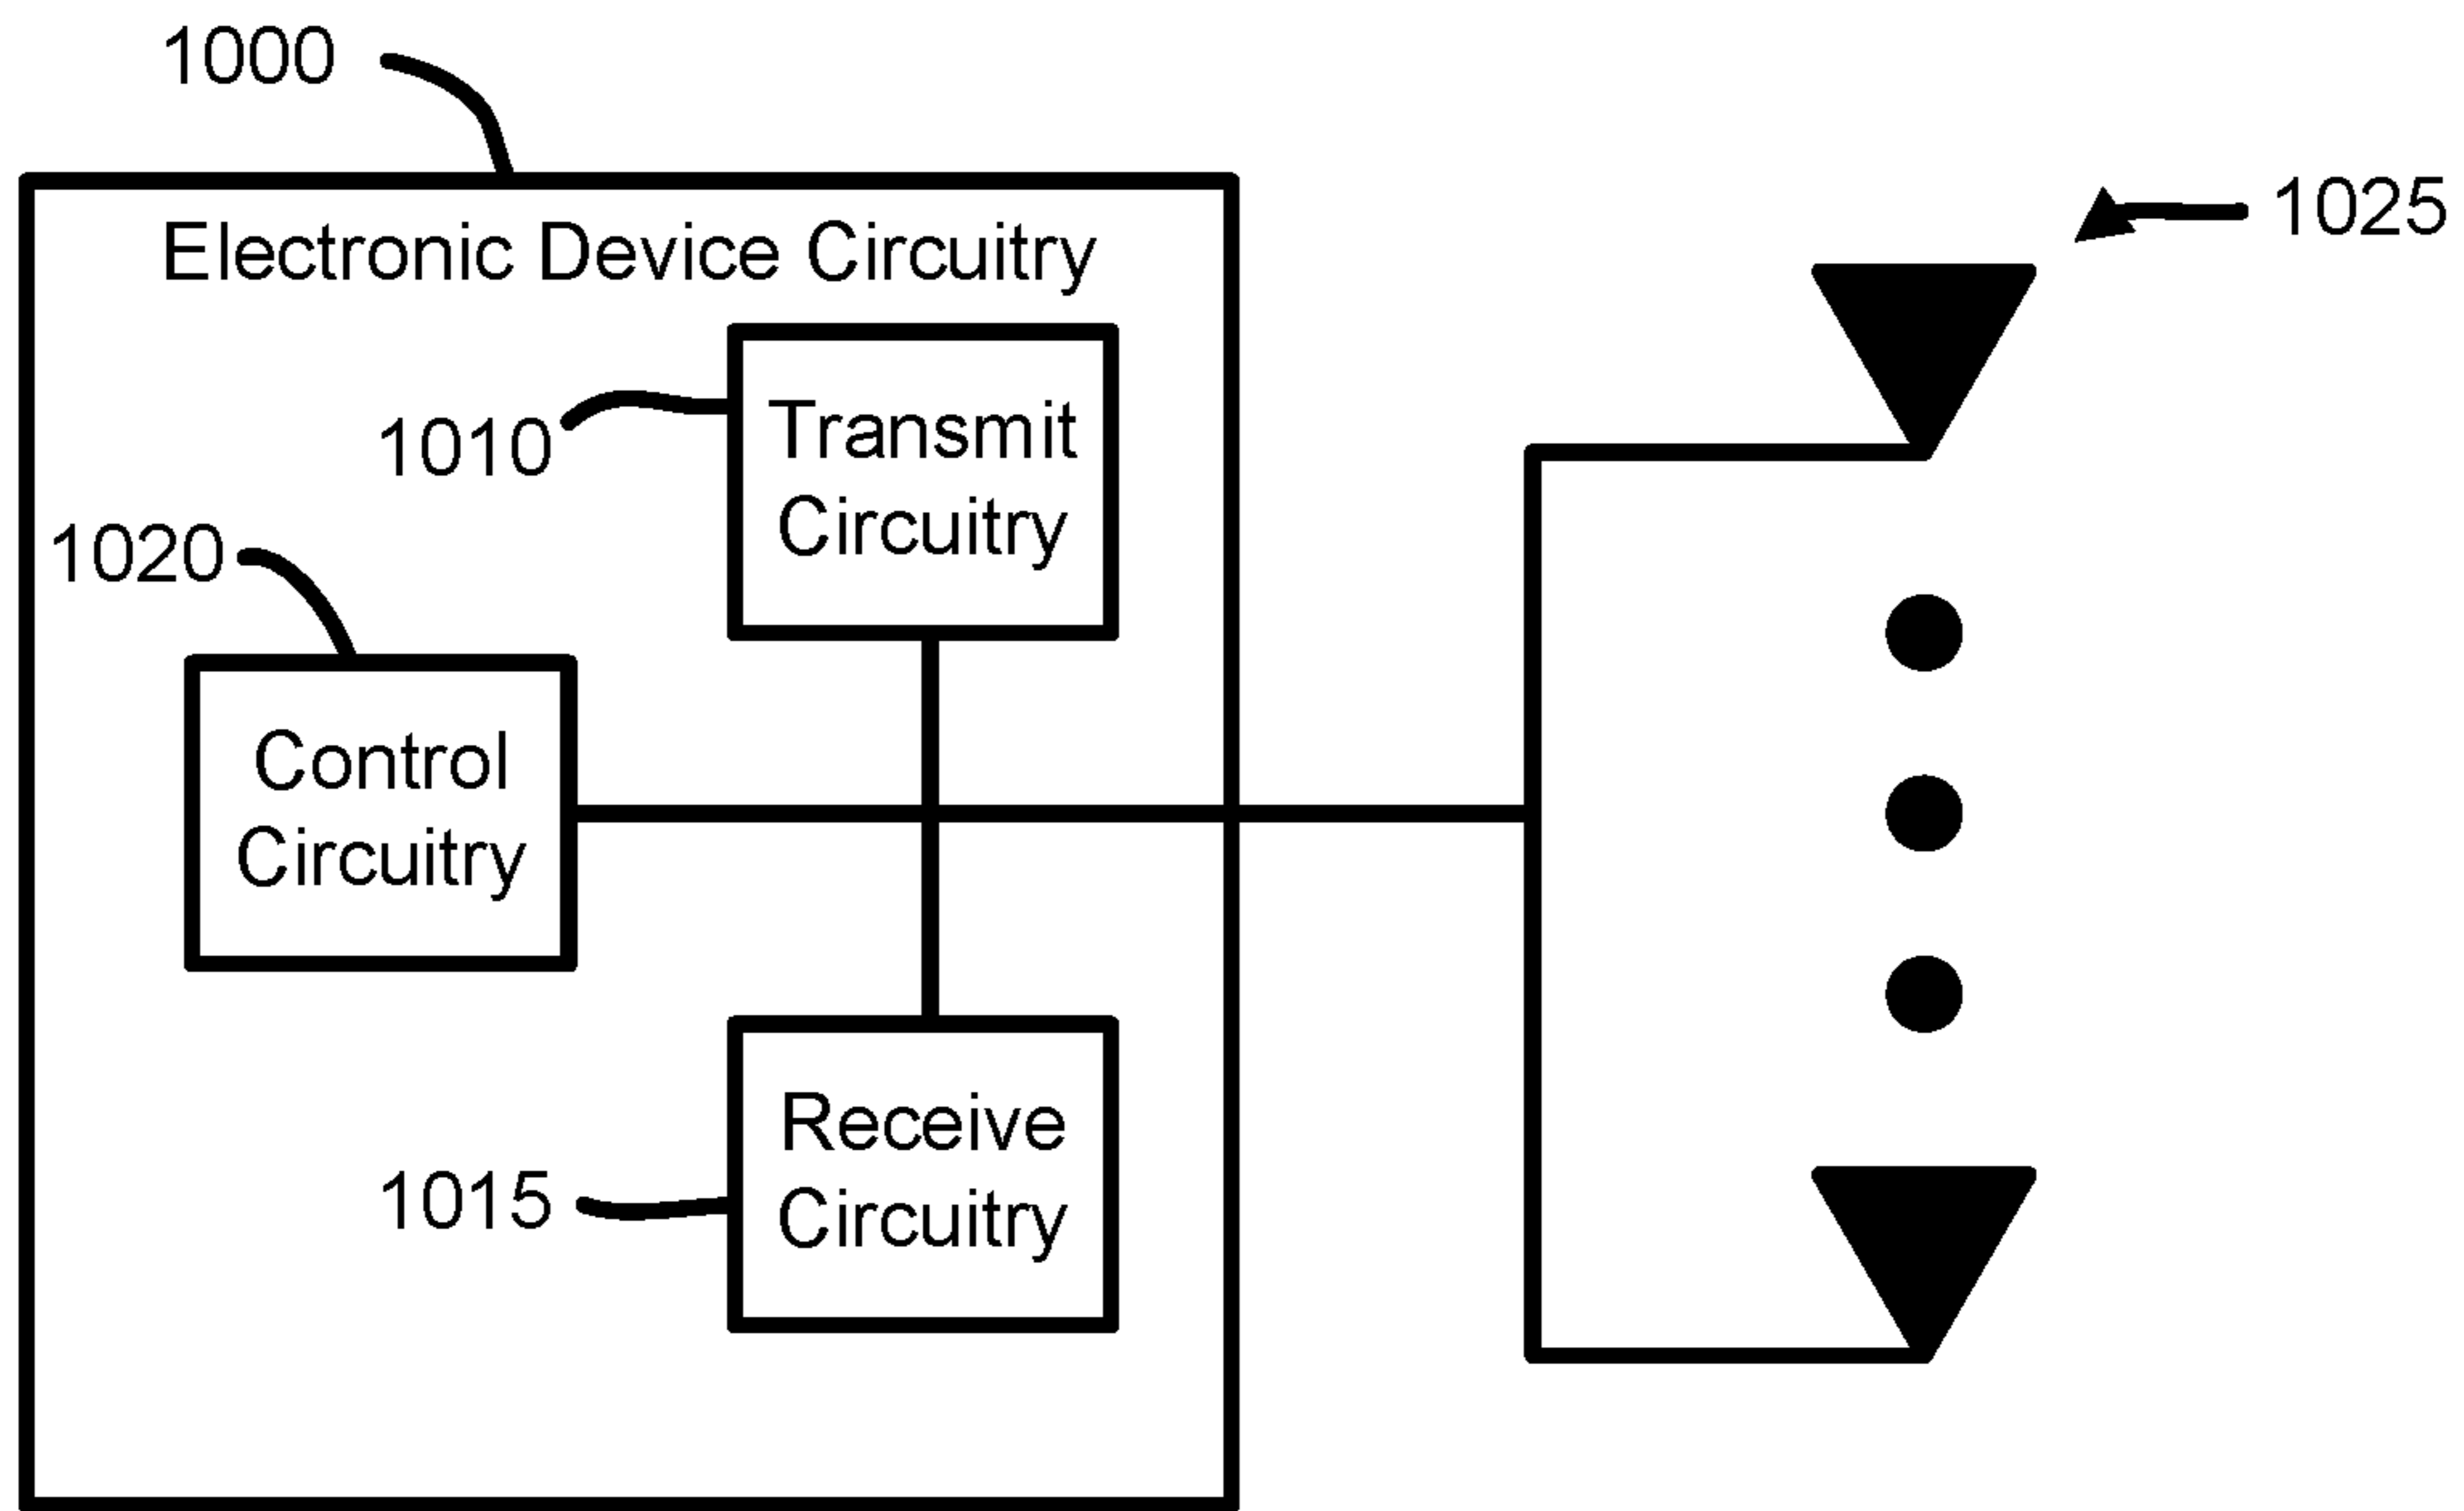 1000
1025
Electronic Device Circuitry
1010
Transmit
Circuitry
1020
Control
Circuitry
1015
Receive
Circuitry